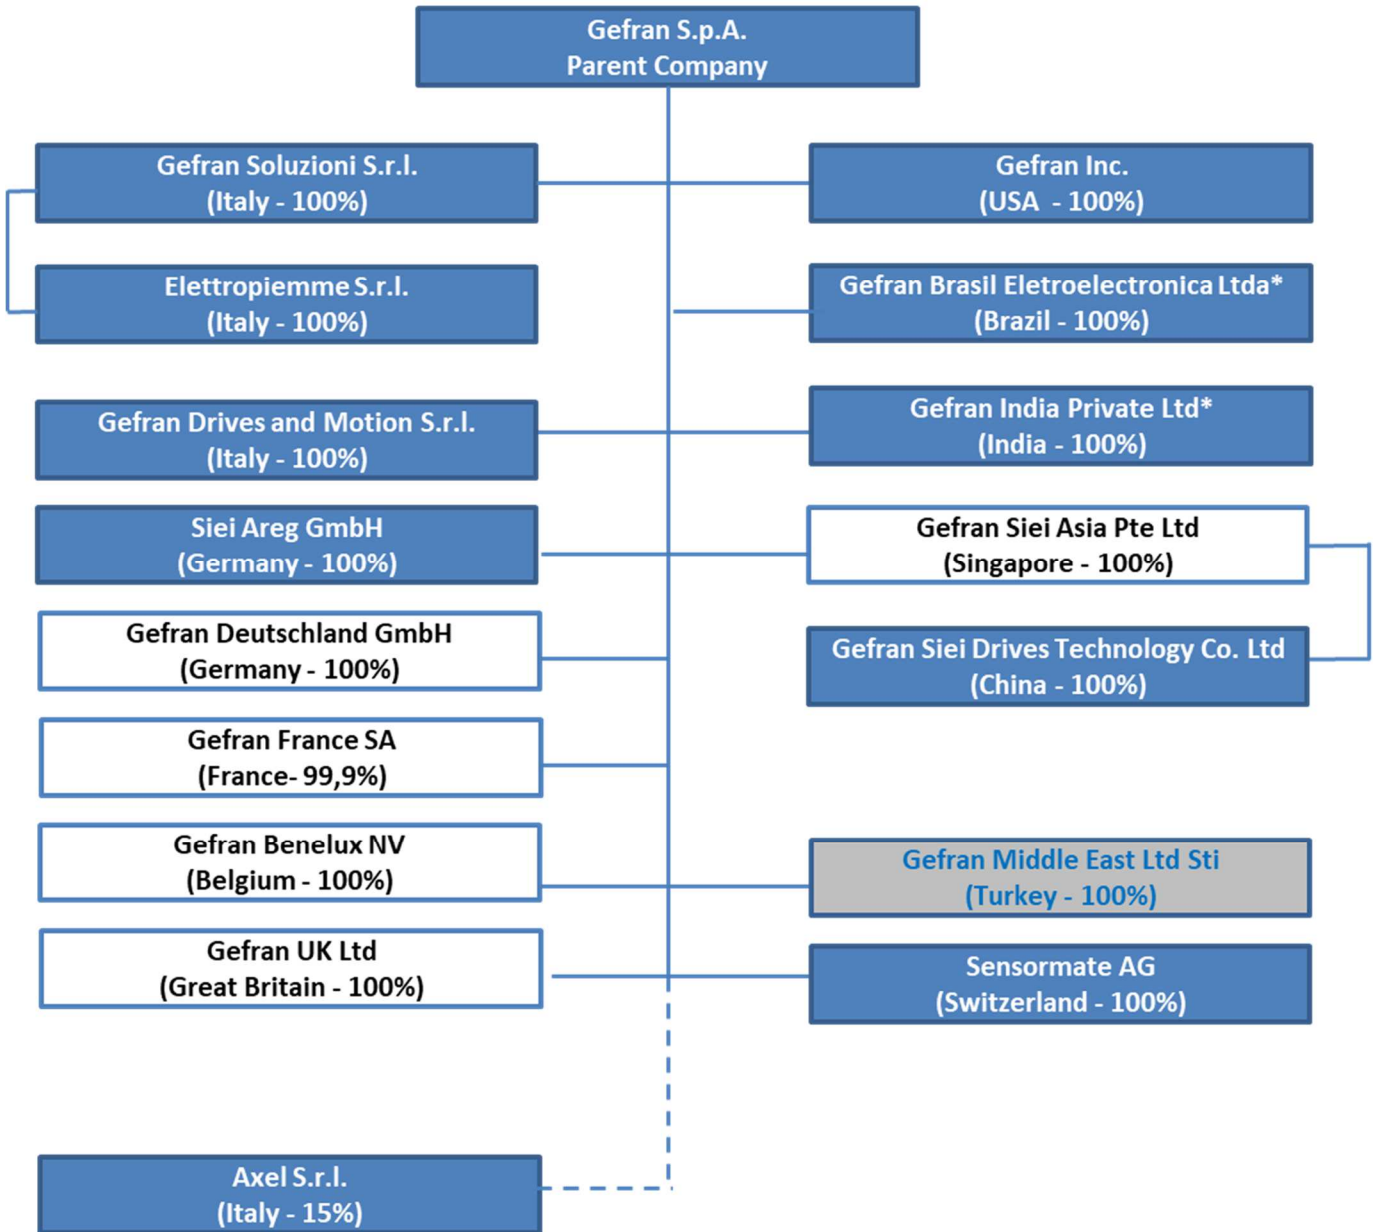 Gefran S.p.A.
Parent Company
Gefran Soluzioni S.r.l.
(Italy - 100%)
Gefran Inc.
(USA - 100%)
Elettropiemme S.r.l.
(Italy - 100%)
Gefran Brasil Eletroelectronica Ltda*
(Brazil - 100%)
Gefran Drives and Motion S.r.l.
(Italy - 100%)
Gefran India Private Ltd*
(India - 100%)
Siei Areg GmbH
(Germany - 100%)
Gefran Siei Asia Pte Ltd
(Singapore - 100%)
Gefran Deutschland GmbH
(Germany - 100%)
Gefran Siei Drives Technology Co. Ltd
(China - 100%)
Gefran France SA
(France- 99,9%)
Gefran Benelux NV
(Belgium - 100%)
Gefran Middle East Ltd Sti
(Turkey - 100%)
Gefran UK Ltd
(Great Britain - 100%)
Sensormate AG
(Switzerland - 100%)
Axel S.r.l.
(Italy - 15%)